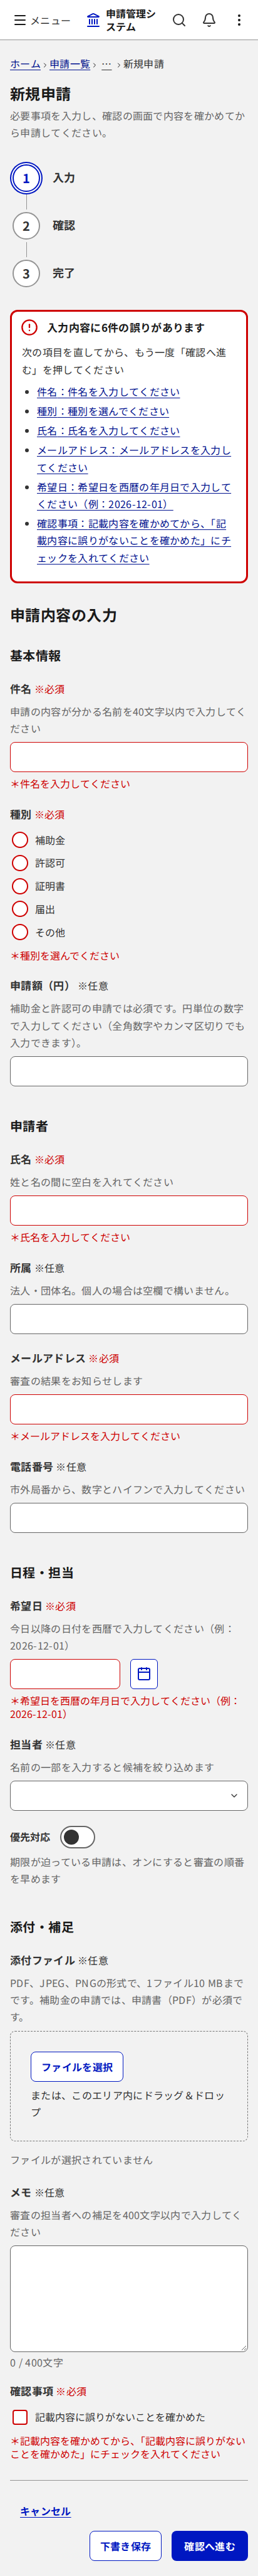 メニュー
申請管理シ
ステム
ホーム › 申請一覧 › … › 新規申請
新規申請
必要事項を入力し、確認の画面で内容を確かめてか
ら申請してください。
1 入力
2 確認
3 完了
入力内容に6件の誤りがあります
次の項目を直してから、もう一度「確認へ進
む」を押してください
件名：件名を入力してください
種別：種別を選んでください
氏名：氏名を入力してください
メールアドレス：メールアドレスを入力し
てください
希望日：希望日を西暦の年月日で入力して
ください（例：2026-12-01）
確認事項：記載内容を確かめてから、「記
載内容に誤りがないことを確かめた」にチ
ェックを入れてください
申請内容の入力
基本情報
件名 ※必須
申請の内容が分かる名前を40文字以内で入力してく
ださい
＊件名を入力してください
種別 ※必須
補助金
許認可
証明書
届出
その他
＊種別を選んでください
申請額（円） ※任意
補助金と許認可の申請では必須です。円単位の数字
で入力してください（全角数字やカンマ区切りでも
入力できます）。
申請者
氏名 ※必須
姓と名の間に空白を入れてください
＊氏名を入力してください
所属 ※任意
法人・団体名。個人の場合は空欄で構いません。
メールアドレス ※必須
審査の結果をお知らせします
＊メールアドレスを入力してください
電話番号 ※任意
市外局番から、数字とハイフンで入力してください
日程・担当
希望日 ※必須
今日以降の日付を西暦で入力してください（例：
2026-12-01）
＊希望日を西暦の年月日で入力してください（例：
2026-12-01）
担当者 ※任意
名前の一部を入力すると候補を絞り込めます
優先対応
期限が迫っている申請は、オンにすると審査の順番
を早めます
添付・補足
添付ファイル ※任意
PDF、JPEG、PNGの形式で、1ファイル10 MBまで
です。補助金の申請では、申請書（PDF）が必須で
す。
ファイルを選択
または、このエリア内にドラッグ＆ドロッ
プ
ファイルが選択されていません
メモ ※任意
審査の担当者への補足を400文字以内で入力してく
ださい
0 / 400文字
確認事項 ※必須
記載内容に誤りがないことを確かめた
＊記載内容を確かめてから、「記載内容に誤りがない
ことを確かめた」にチェックを入れてください
キャンセル
下書き保存
確認へ進む